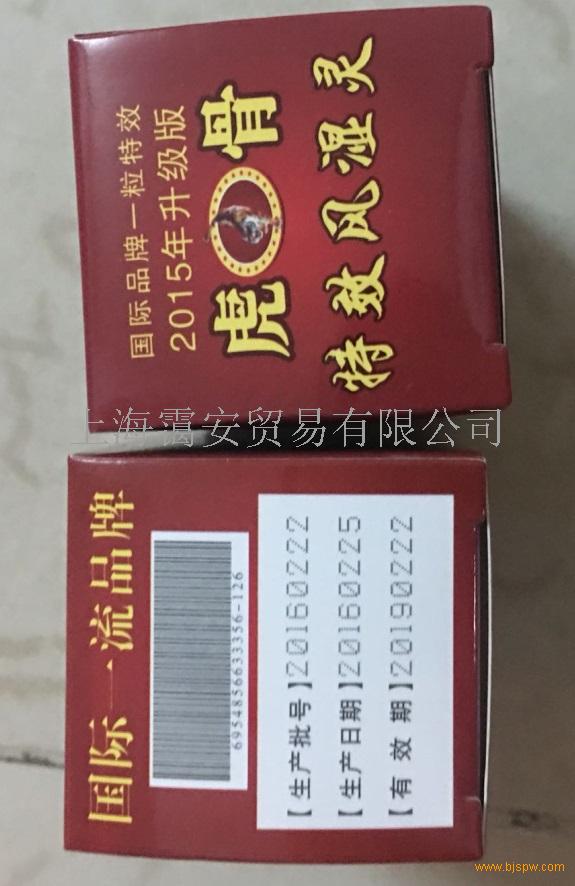 国际品牌一粒特效
2015年升级版
虎骨
特效风湿灵
上海霭安贸易有限公司
国际一流品牌
6954856633356-126
【生产批号】20160222
【生产日期】20160225
【有效期】20190222
www.bjspw.com